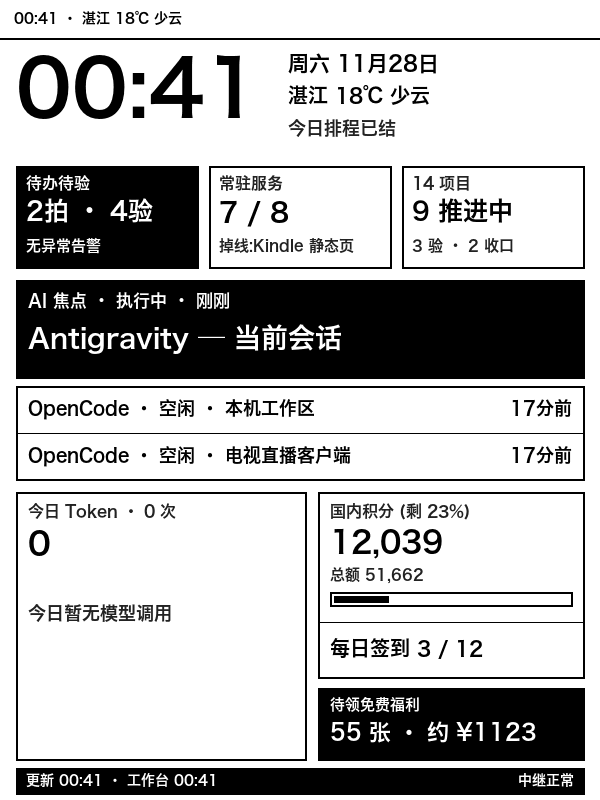 00:41 · 湛江 18℃ 少云
00:41
周六 11月28日
湛江 18℃ 少云
今日排程已结
待办待验
2拍 · 4验
无异常告警
常驻服务
7 / 8
掉线:Kindle 静态页
14 项目
9 推进中
3 验 · 2 收口
AI 焦点 · 执行中 · 刚刚
Antigravity — 当前会话
OpenCode · 空闲 · 本机工作区 17分前
OpenCode · 空闲 · 电视直播客户端 17分前
今日 Token · 0 次
0
今日暂无模型调用
国内积分 (剩 23%)
12,039
总额 51,662
每日签到 3 / 12
待领免费福利
55 张 · 约 ¥1123
更新 00:41 · 工作台 00:41 中继正常